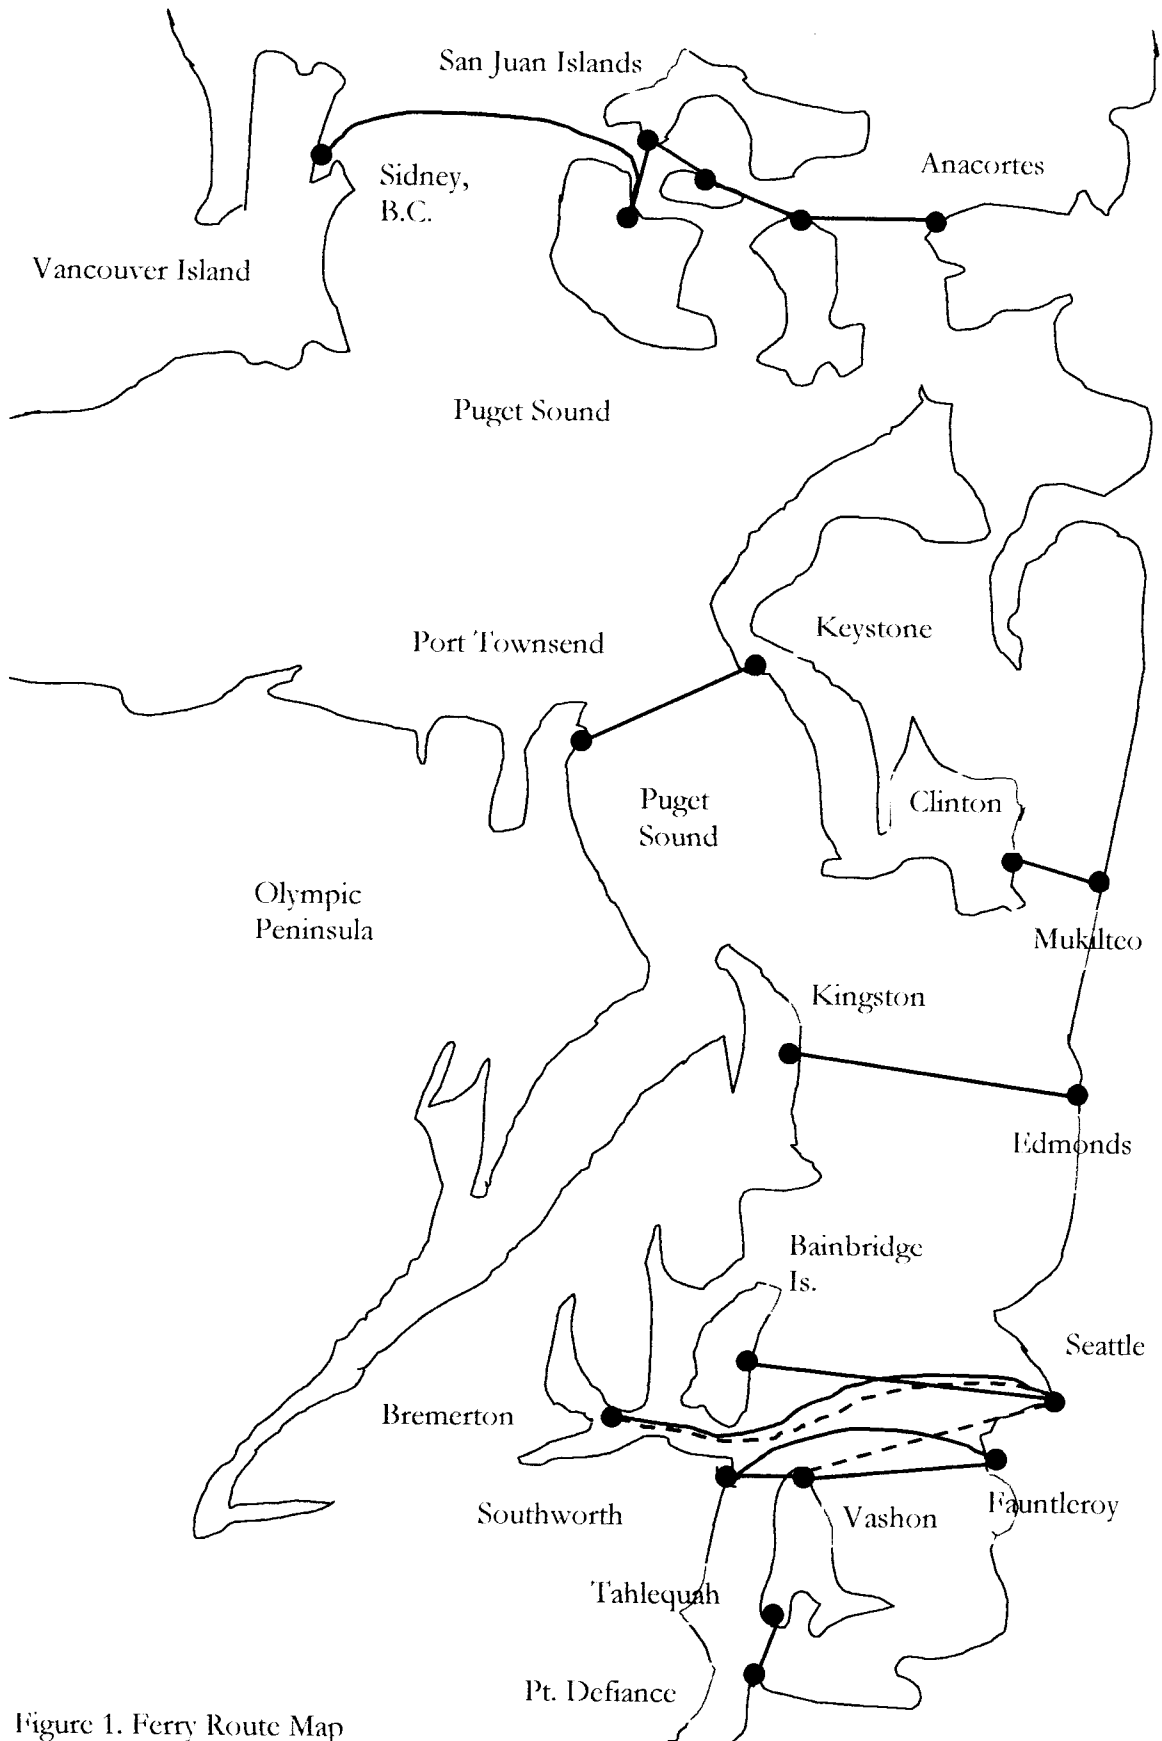 San Juan Islands
Anacortes
Sidney,
B.C.
Vancouver Island
Puget Sound
Keystone
Port Townsend
Puget
Sound
Clinton
Olympic
Peninsula
Mukilteo
Kingston
Edmonds
Bainbridge
Is.
Seattle
Bremerton
Southworth
Vashon
Fauntleroy
Tahlequah
Pt. Defiance
Figure 1. Ferry Route Map